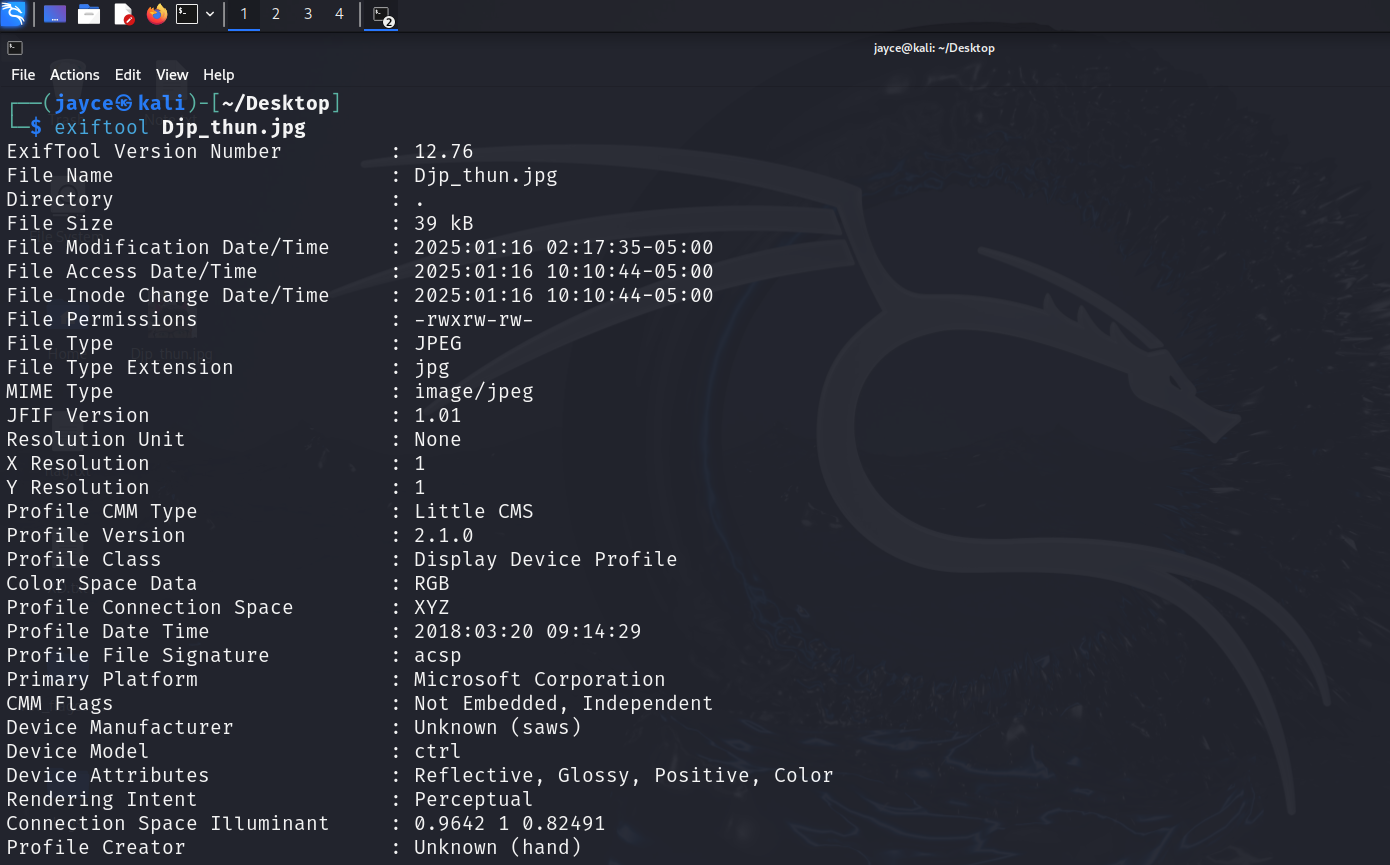 1 2 3 4 2
jayce@kali: ~/Desktop
File Actions Edit View Help
┌──(jayce㉿kali)-[~/Desktop]
└─$ exiftool Djp_thun.jpg
ExifTool Version Number : 12.76
File Name : Djp_thun.jpg
Directory : .
File Size : 39 kB
File Modification Date/Time : 2025:01:16 02:17:35-05:00
File Access Date/Time : 2025:01:16 10:10:44-05:00
File Inode Change Date/Time : 2025:01:16 10:10:44-05:00
File Permissions : -rwxrw-rw-
File Type : JPEG
File Type Extension : jpg
MIME Type : image/jpeg
JFIF Version : 1.01
Resolution Unit : None
X Resolution : 1
Y Resolution : 1
Profile CMM Type : Little CMS
Profile Version : 2.1.0
Profile Class : Display Device Profile
Color Space Data : RGB
Profile Connection Space : XYZ
Profile Date Time : 2018:03:20 09:14:29
Profile File Signature : acsp
Primary Platform : Microsoft Corporation
CMM Flags : Not Embedded, Independent
Device Manufacturer : Unknown (saws)
Device Model : ctrl
Device Attributes : Reflective, Glossy, Positive, Color
Rendering Intent : Perceptual
Connection Space Illuminant : 0.9642 1 0.82491
Profile Creator : Unknown (hand)